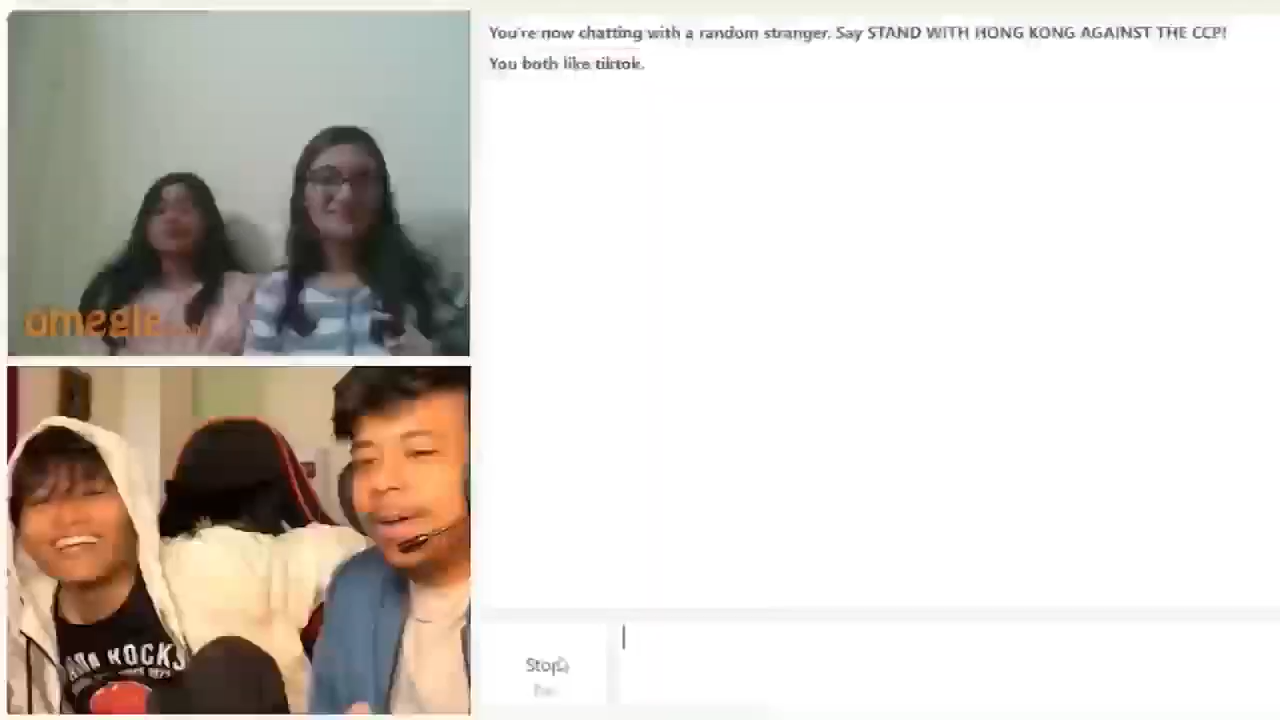 You're now chatting with a random stranger. Say STAND WITH HONG KONG AGAINST THE CCP!
You both like tiktok.
omegle
ROCKS
Stop